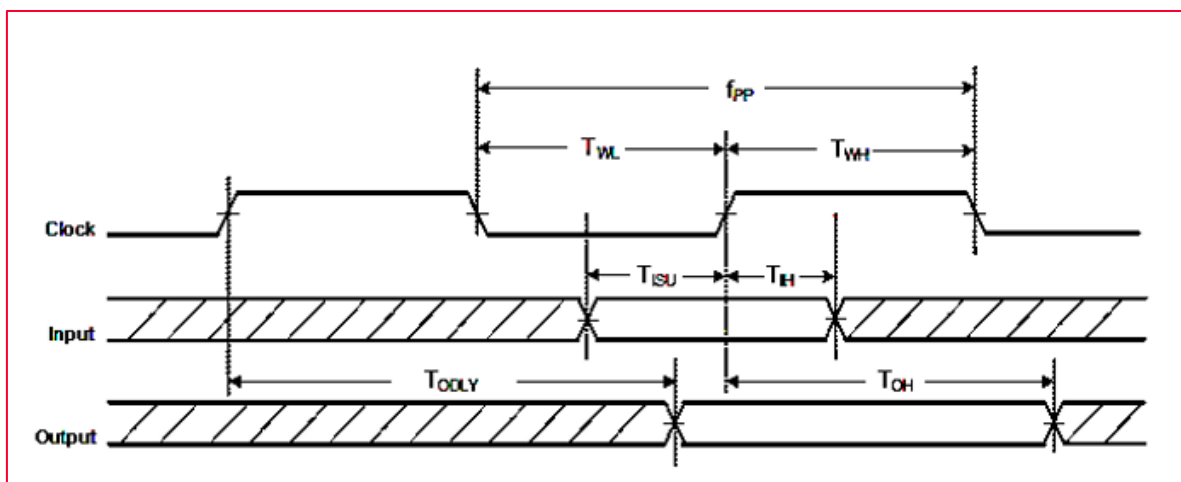 fPP
TWL TWH
Clock
TISU TIH
Input
TODLY TOH
Output